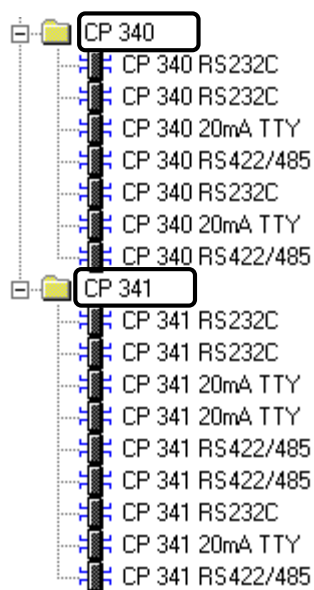 CP 340
CP 340 RS232C
CP 340 RS232C
CP 340 20mA TTY
CP 340 RS422/485
CP 340 RS232C
CP 340 20mA TTY
CP 340 RS422/485
CP 341
CP 341 RS232C
CP 341 RS232C
CP 341 20mA TTY
CP 341 20mA TTY
CP 341 RS422/485
CP 341 RS422/485
CP 341 RS232C
CP 341 20mA TTY
CP 341 RS422/485